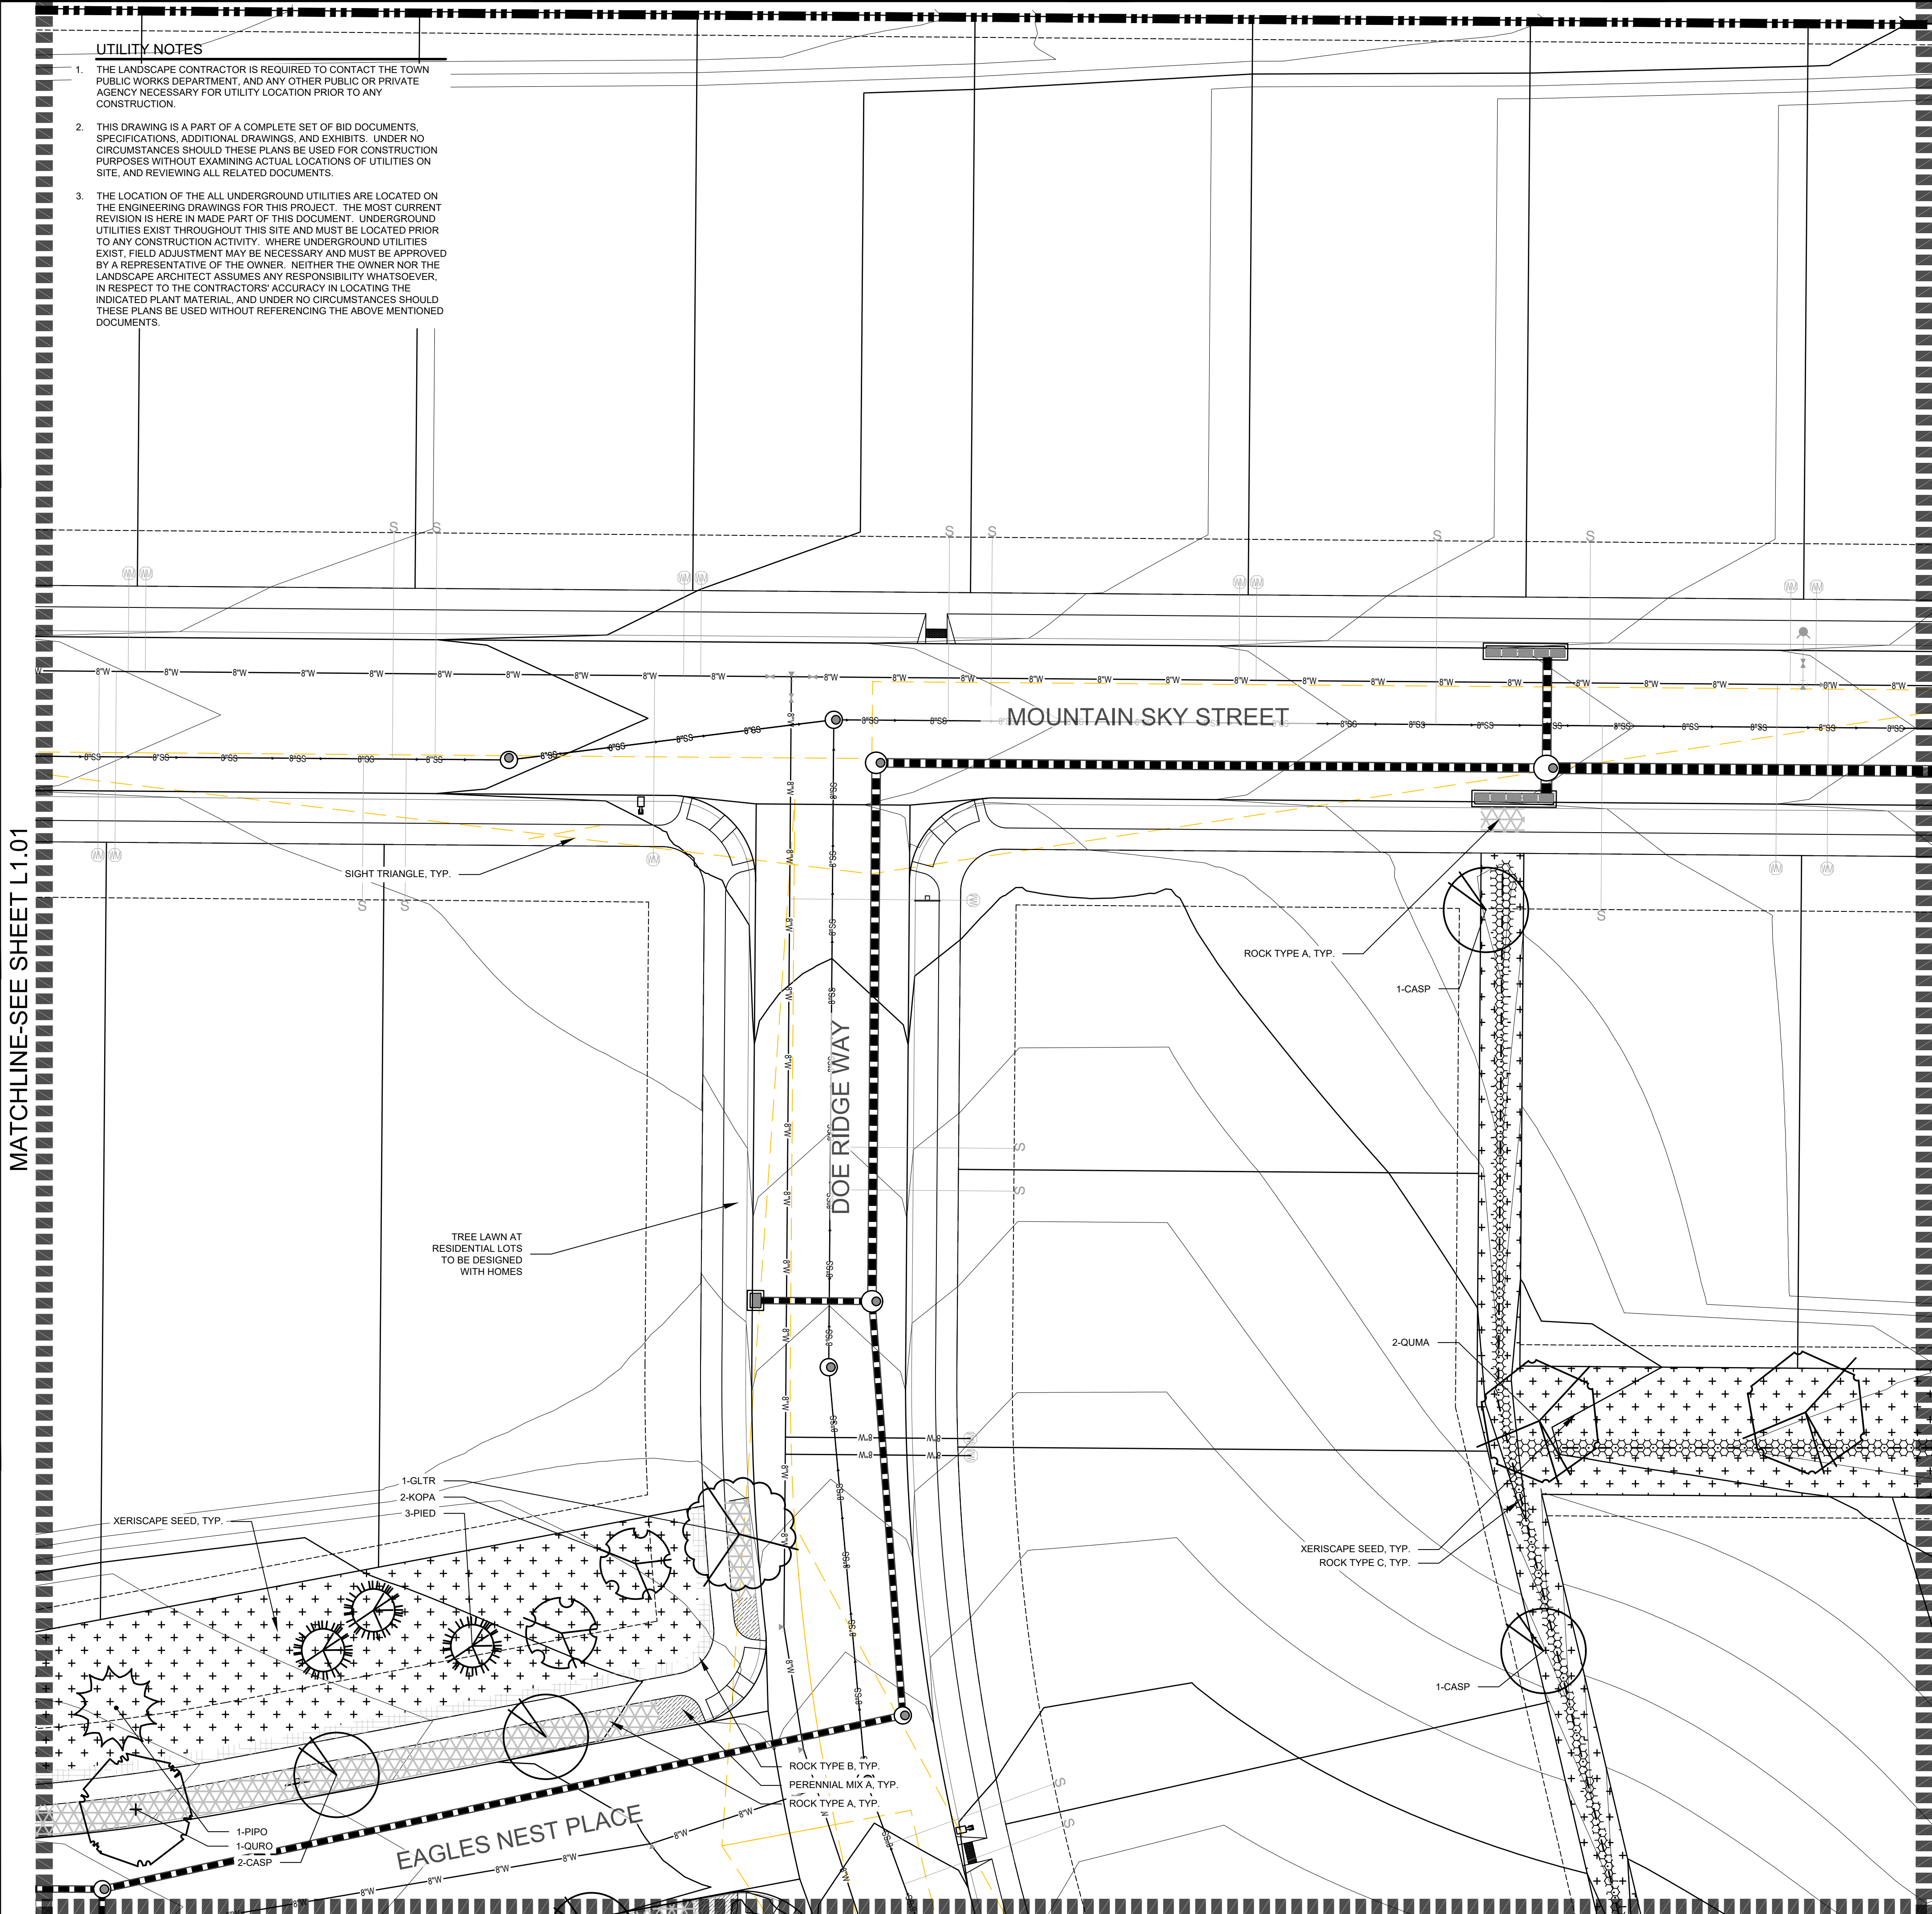 UTILITY NOTES
1. THE LANDSCAPE CONTRACTOR IS REQUIRED TO CONTACT THE TOWN
PUBLIC WORKS DEPARTMENT, AND ANY OTHER PUBLIC OR PRIVATE
AGENCY NECESSARY FOR UTILITY LOCATION PRIOR TO ANY
CONSTRUCTION.
2. THIS DRAWING IS A PART OF A COMPLETE SET OF BID DOCUMENTS,
SPECIFICATIONS, ADDITIONAL DRAWINGS, AND EXHIBITS. UNDER NO
CIRCUMSTANCES SHOULD THESE PLANS BE USED FOR CONSTRUCTION
PURPOSES WITHOUT EXAMINING ACTUAL LOCATIONS OF UTILITIES ON
SITE, AND REVIEWING ALL RELATED DOCUMENTS.
3. THE LOCATION OF THE ALL UNDERGROUND UTILITIES ARE LOCATED ON
THE ENGINEERING DRAWINGS FOR THIS PROJECT. THE MOST CURRENT
REVISION IS HERE IN MADE PART OF THIS DOCUMENT. UNDERGROUND
UTILITIES EXIST THROUGHOUT THIS SITE AND MUST BE LOCATED PRIOR
TO ANY CONSTRUCTION ACTIVITY. WHERE UNDERGROUND UTILITIES
EXIST, FIELD ADJUSTMENT MAY BE NECESSARY AND MUST BE APPROVED
BY A REPRESENTATIVE OF THE OWNER. NEITHER THE OWNER NOR THE
LANDSCAPE ARCHITECT ASSUMES ANY RESPONSIBILITY WHATSOEVER,
IN RESPECT TO THE CONTRACTORS' ACCURACY IN LOCATING THE
INDICATED PLANT MATERIAL, AND UNDER NO CIRCUMSTANCES SHOULD
THESE PLANS BE USED WITHOUT REFERENCING THE ABOVE MENTIONED
DOCUMENTS.
MATCHLINE-SEE SHEET L1.01
MOUNTAIN SKY STREET
SIGHT TRIANGLE, TYP.
ROCK TYPE A, TYP.
1-CASP
DOE RIDGE WAY
TREE LAWN AT
RESIDENTIAL LOTS
TO BE DESIGNED
WITH HOMES
2-QUMA
1-GLTR
2-KOPA
3-PIED
XERISCAPE SEED, TYP.
XERISCAPE SEED, TYP.
ROCK TYPE C, TYP.
1-CASP
ROCK TYPE B, TYP.
PERENNIAL MIX A, TYP.
ROCK TYPE A, TYP.
1-PIPO
1-QURO
2-CASP
EAGLES NEST PLACE